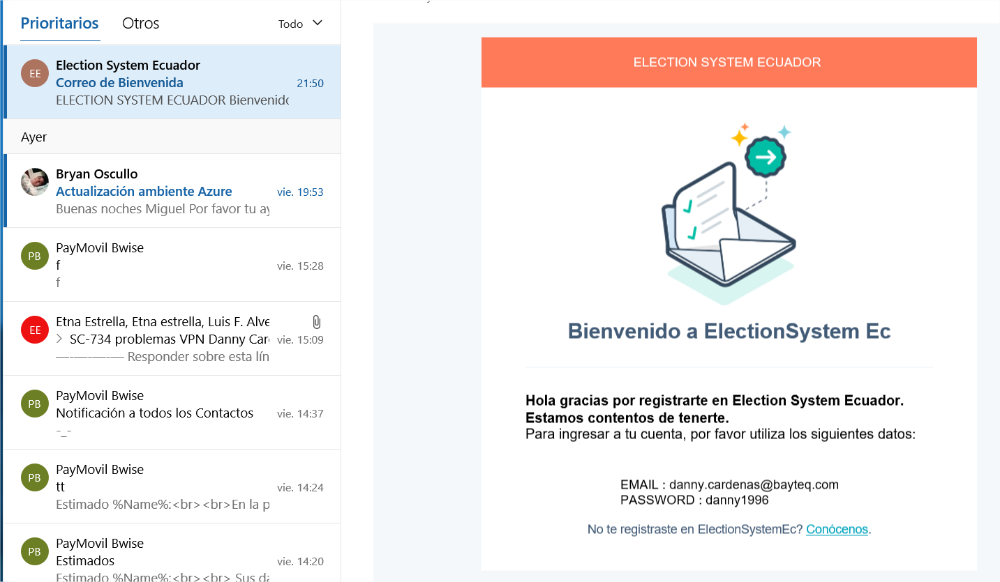 Prioritarios
Otros
Todo
EE
Election System Ecuador
Correo de Bienvenida
21:50
ELECTION SYSTEM ECUADOR Bienvenido
Ayer
Bryan Oscullo
Actualización ambiente Azure
vie. 19:53
Buenas noches Miguel Por favor tu ay
PB
PayMovil Bwise
f
vie. 15:28
f
EE
Etna Estrella, Etna estrella, Luis F. Alve
> SC-734 problemas VPN Danny Car
vie. 15:09
—-—-—-— Responder sobre esta lín
PB
PayMovil Bwise
Notificación a todos los Contactos
vie. 14:37
-_-
PB
PayMovil Bwise
tt
vie. 14:24
Estimado %Name%:<br><br>En la p
PB
PayMovil Bwise
Estimados
vie. 14:20
Estimado %Name%:<br><br> Sus da
ELECTION SYSTEM ECUADOR
Bienvenido a ElectionSystem Ec
Hola gracias por registrarte en Election System Ecuador.
Estamos contentos de tenerte.
Para ingresar a tu cuenta, por favor utiliza los siguientes datos:
EMAIL : danny.cardenas@bayteq.com
PASSWORD : danny1996
No te registraste en ElectionSystemEc? Conócenos.